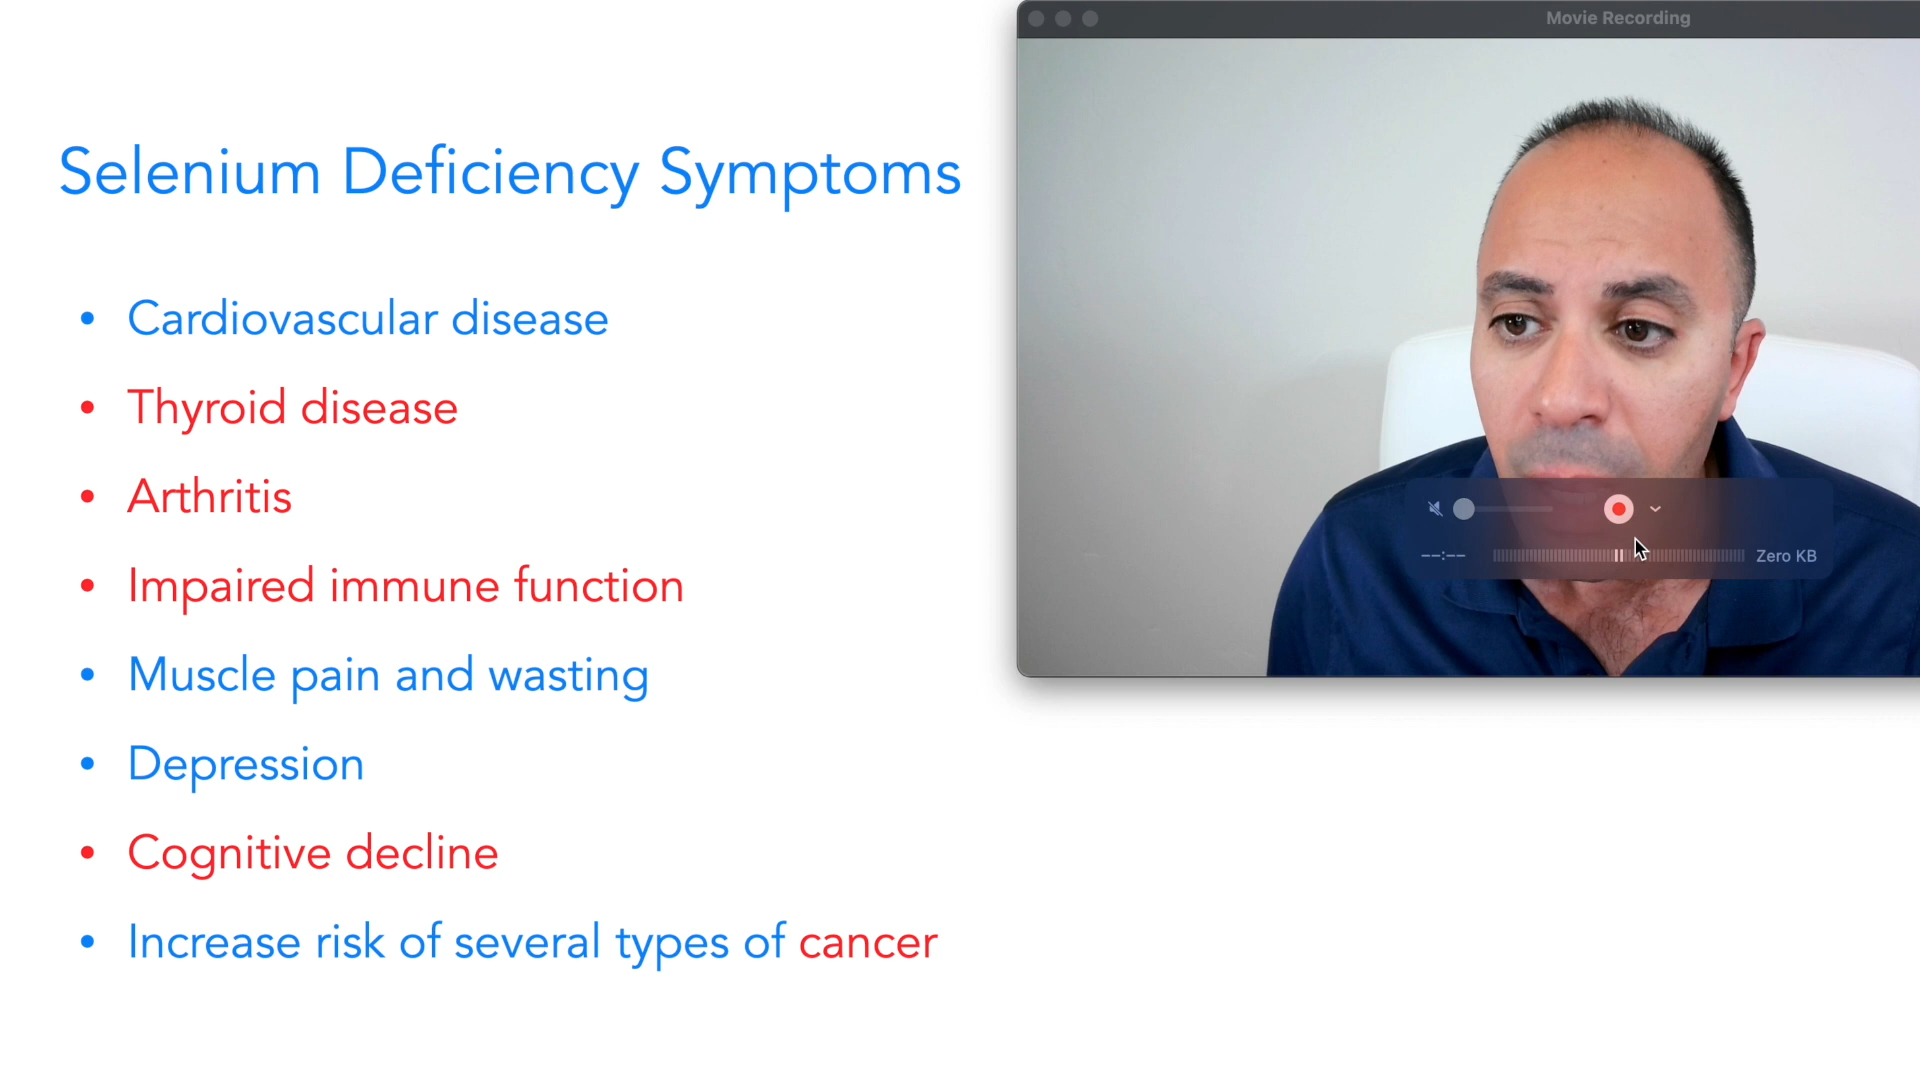 Movie Recording
Selenium Deficiency Symptoms
• Cardiovascular disease
• Thyroid disease
• Arthritis
• Impaired immune function
• Muscle pain and wasting
• Depression
• Cognitive decline
• Increase risk of several types of cancer
--:--
Zero KB